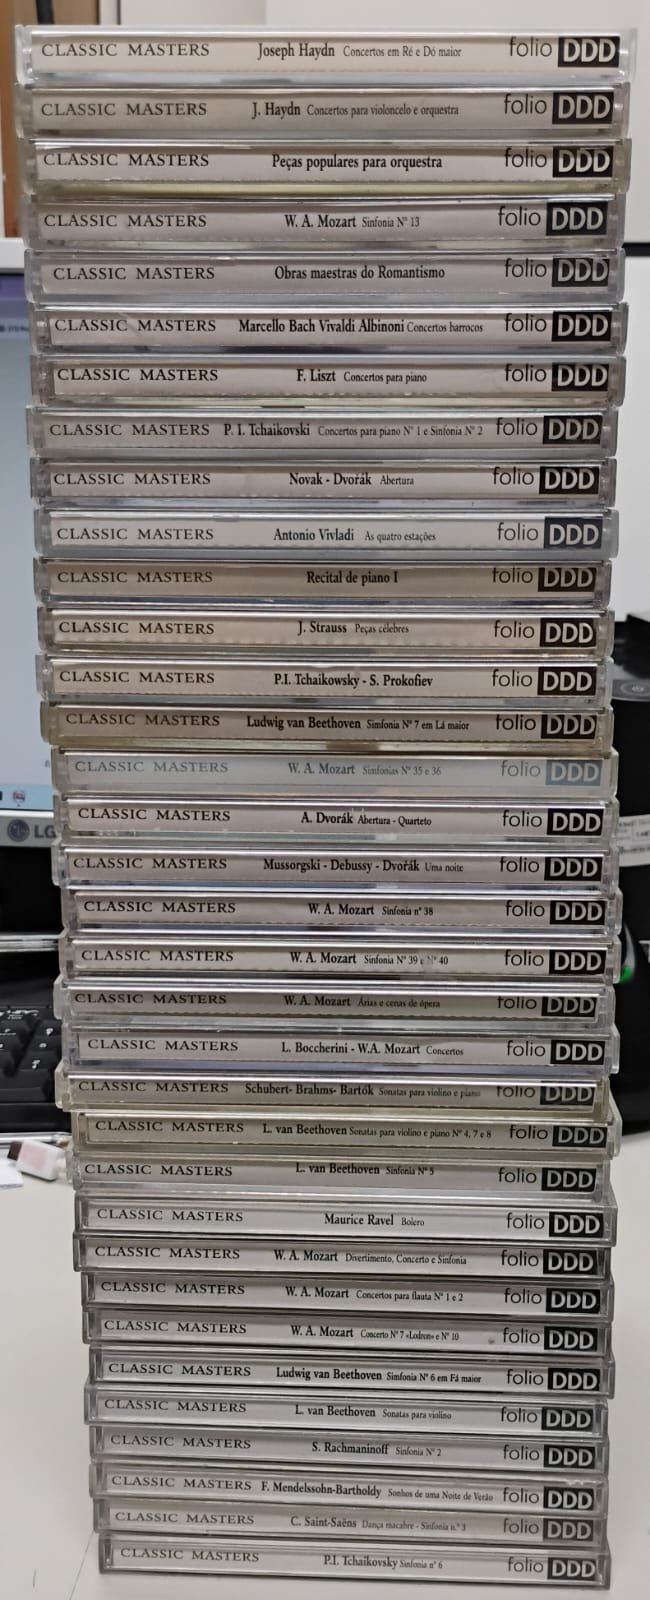 CLASSIC MASTERS Joseph Haydn Concertos em Ré e Dó maior folio DDD
CLASSIC MASTERS J. Haydn Concertos para violoncelo e orquestra folio DDD
CLASSIC MASTERS Peças populares para orquestra folio DDD
CLASSIC MASTERS W. A. Mozart Sinfonia Nº 13 folio DDD
CLASSIC MASTERS Obras maestras do Romantismo folio DDD
CLASSIC MASTERS Marcello Bach Vivaldi Albinoni Concertos barrocos folio DDD
CLASSIC MASTERS F. Liszt Concertos para piano folio DDD
CLASSIC MASTERS P. I. Tchaikovski Concertos para piano Nº 1 e Sinfonia Nº 2 folio DDD
CLASSIC MASTERS Novak - Dvořák Abertura folio DDD
CLASSIC MASTERS Antonio Vivladi As quatro estações folio DDD
CLASSIC MASTERS Recital de piano I folio DDD
CLASSIC MASTERS J. Strauss Peças célebres folio DDD
CLASSIC MASTERS P.I. Tchaikowsky - S. Prokofiev folio DDD
CLASSIC MASTERS Ludwig van Beethoven Simfonia Nº 7 em Lá maior folio DDD
CLASSIC MASTERS W. A. Mozart Simfonias Nº 35 e 36 folio DDD
CLASSIC MASTERS A. Dvorák Abertura - Quarteto folio DDD
CLASSIC MASTERS Mussorgski - Debussy - Dvořák Uma noite folio DDD
CLASSIC MASTERS W. A. Mozart Sinfonia nº 38 folio DDD
CLASSIC MASTERS W. A. Mozart Sinfonia Nº 39 e Nº 40 folio DDD
CLASSIC MASTERS W. A. Mozart Árias e cenas de ópera folio DDD
LG
CLASSIC MASTERS L. Boccherini - W.A. Mozart Concertos folio DDD
CLASSIC MASTERS Schubert- Brahms- Bartók Sonatas para violino e piano folio DDD
CLASSIC MASTERS L. van Beethoven Sonatas para violino e piano Nº 4, 7 e 8 folio DDD
CLASSIC MASTERS L. van Beethoven Sinfonia Nº 5 folio DDD
CLASSIC MASTERS Maurice Ravel Bolero folio DDD
CLASSIC MASTERS W. A. Mozart Divertimento, Concerto e Sinfonia folio DDD
CLASSIC MASTERS W. A. Mozart Concertos para flauta Nº 1 e 2 folio DDD
CLASSIC MASTERS W. A. Mozart Concerto Nº 7 «Lodron» e Nº 10 folio DDD
CLASSIC MASTERS Ludwig van Beethoven Simfonia Nº 6 em Fá maior folio DDD
CLASSIC MASTERS L. van Beethoven Sonatas para violino folio DDD
CLASSIC MASTERS S. Rachmaninoff Sinfonia Nº 2 folio DDD
CLASSIC MASTERS F. Mendelssohn-Bartholdy Sonhos de uma Noite de Verão folio DDD
CLASSIC MASTERS C. Saint-Saëns Dança macabre - Sinfonia n.º 3 folio DDD
CLASSIC MASTERS P.I. Tchaikovsky Sinfonia nº 6 folio DDD